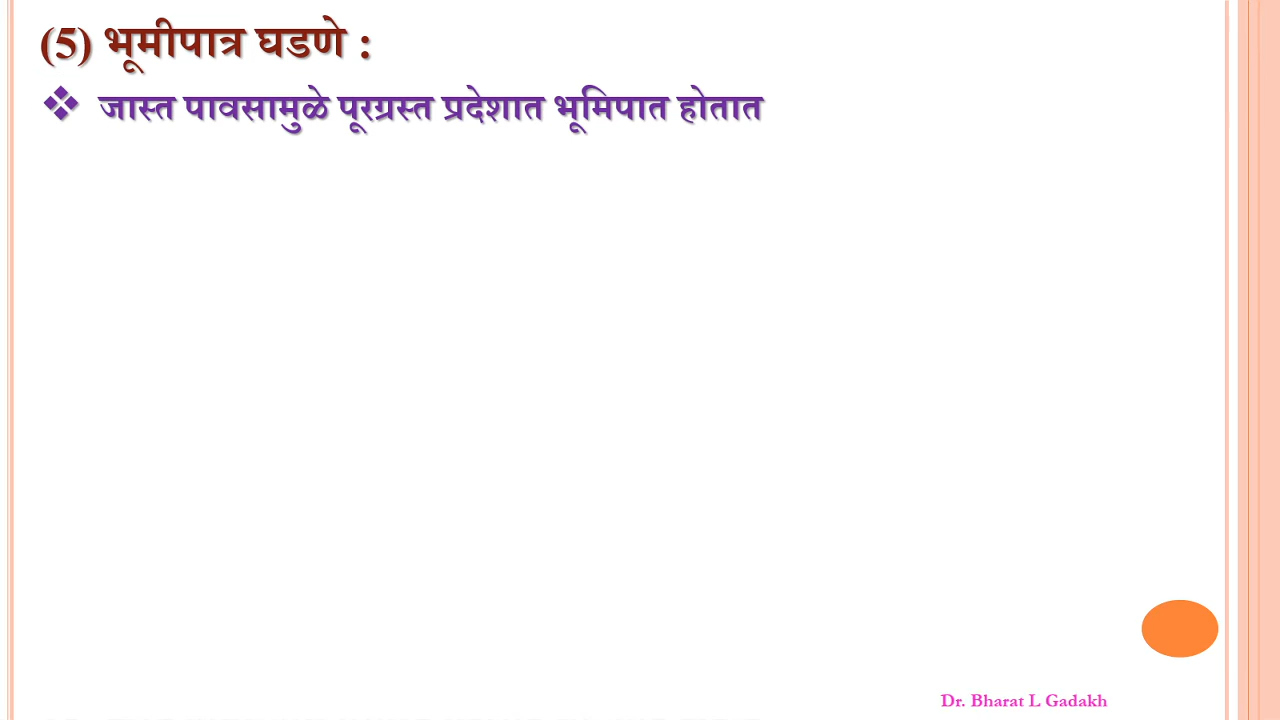 (5) भूमीपात्र घडणे :
❖ जास्त पावसामुळे पूरग्रस्त प्रदेशात भूमिपात होतात
Dr. Bharat L Gadakh